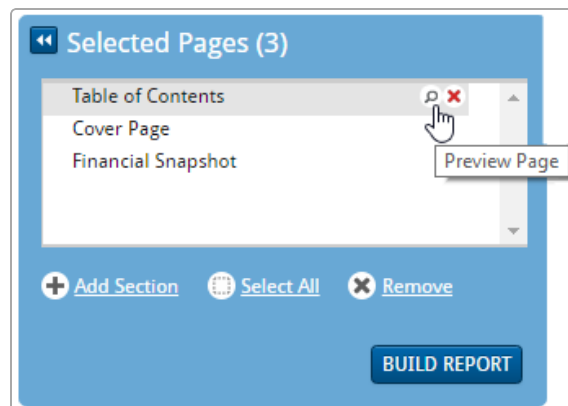 Selected Pages (3)
Table of Contents
Cover Page
Financial Snapshot
Preview Page
Add Section Select All Remove
BUILD REPORT